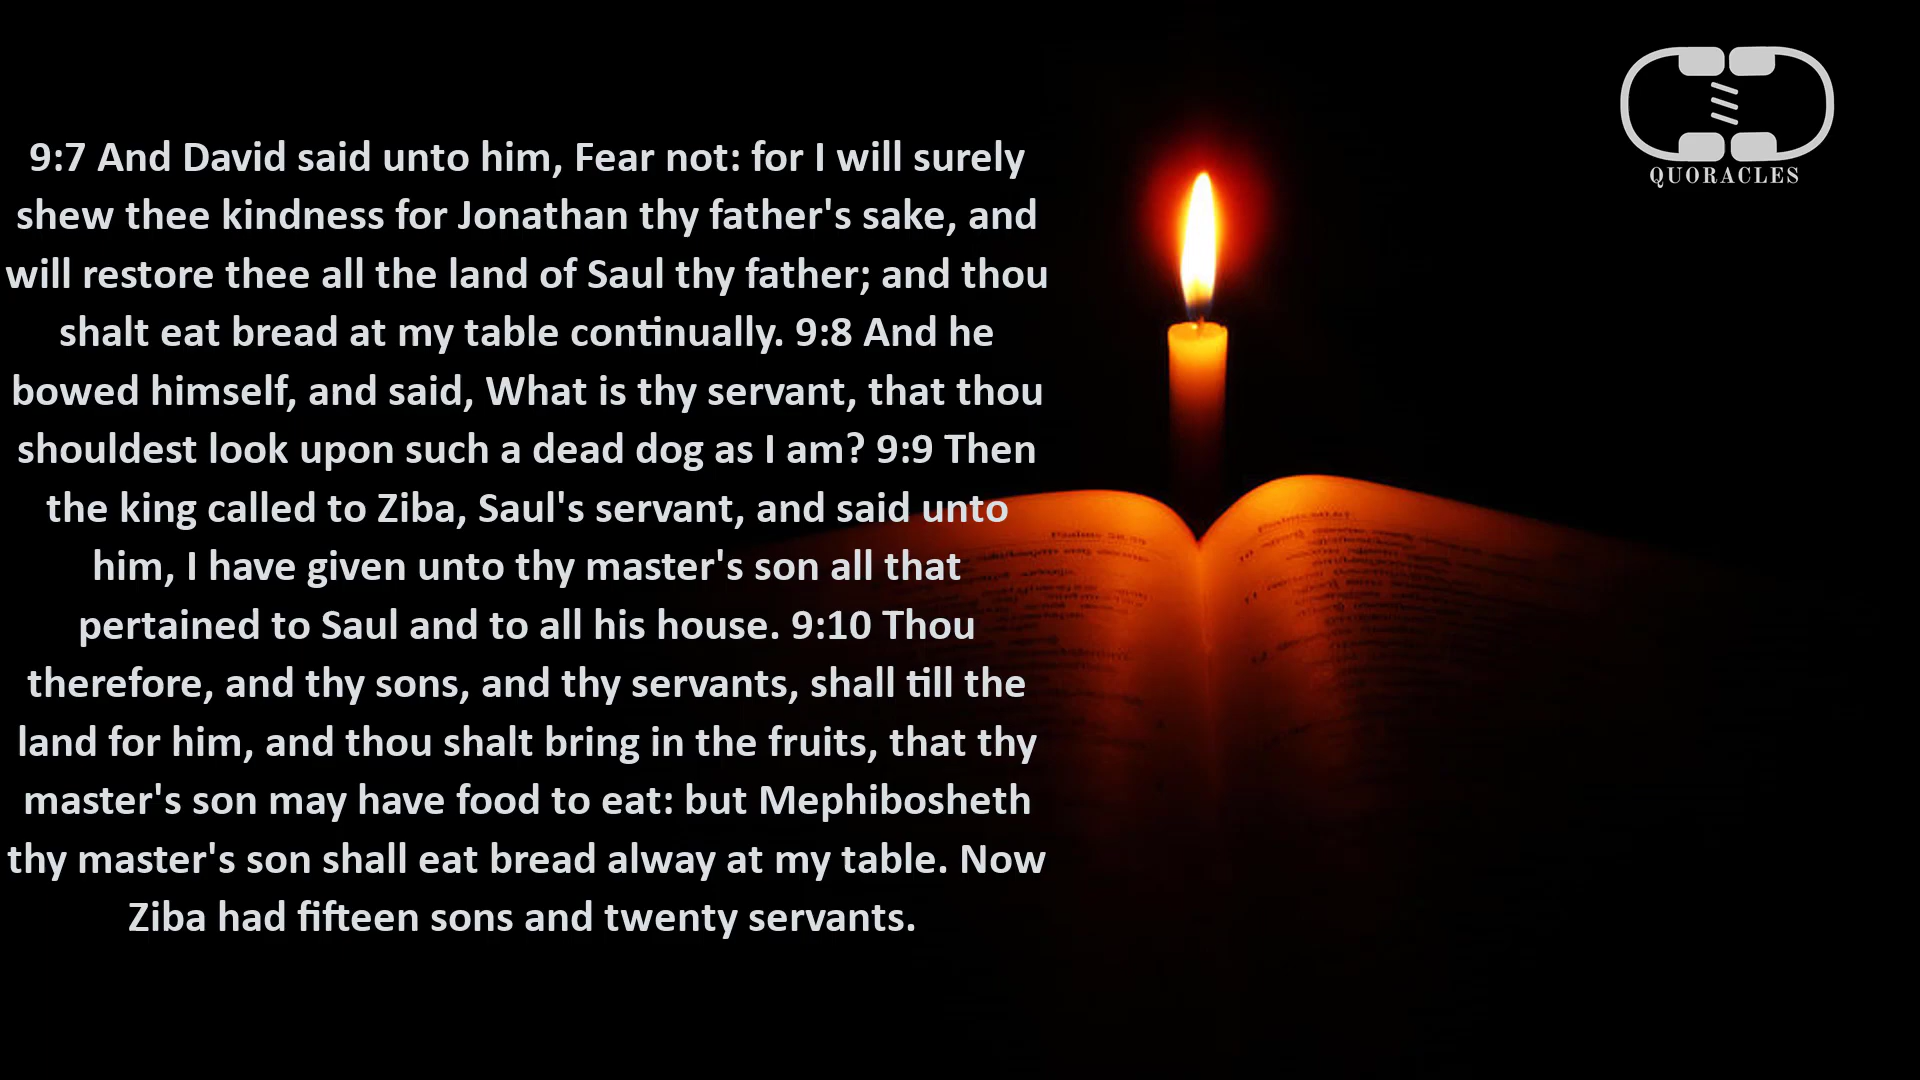 9:7 And David said unto him, Fear not: for I will surely
shew thee kindness for Jonathan thy father's sake, and
will restore thee all the land of Saul thy father; and thou
shalt eat bread at my table continually. 9:8 And he
bowed himself, and said, What is thy servant, that thou
shouldest look upon such a dead dog as I am? 9:9 Then
the king called to Ziba, Saul's servant, and said unto
him, I have given unto thy master's son all that
pertained to Saul and to all his house. 9:10 Thou
therefore, and thy sons, and thy servants, shall till the
land for him, and thou shalt bring in the fruits, that thy
master's son may have food to eat: but Mephibosheth
thy master's son shall eat bread alway at my table. Now
Ziba had fifteen sons and twenty servants.
QUORACLES